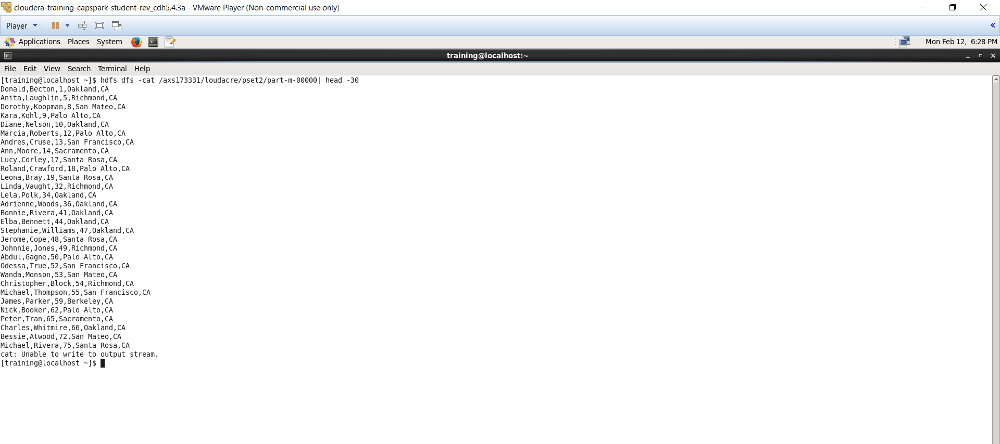 cloudera-training-capspark-student-rev_cdh5.4.3a - VMware Player (Non-commercial use only)
Player
Applications Places System Mon Feb 12, 6:28 PM
training@localhost:~
File Edit View Search Terminal Help
[training@localhost ~]$ hdfs dfs -cat /axs173331/loudacre/pset2/part-m-00000| head -30
Donald,Becton,1,Oakland,CA
Anita,Laughlin,5,Richmond,CA
Dorothy,Koopman,8,San Mateo,CA
Kara,Kohl,9,Palo Alto,CA
Diane,Nelson,10,Oakland,CA
Marcia,Roberts,12,Palo Alto,CA
Andres,Cruse,13,San Francisco,CA
Ann,Moore,14,Sacramento,CA
Lucy,Corley,17,Santa Rosa,CA
Roland,Crawford,18,Palo Alto,CA
Leona,Bray,19,Santa Rosa,CA
Linda,Vaught,32,Richmond,CA
Lela,Polk,34,Oakland,CA
Adrienne,Woods,36,Oakland,CA
Bonnie,Rivera,41,Oakland,CA
Elba,Bennett,44,Oakland,CA
Stephanie,Williams,47,Oakland,CA
Jerome,Cope,48,Santa Rosa,CA
Johnnie,Jones,49,Richmond,CA
Abdul,Gagne,50,Palo Alto,CA
Odessa,True,52,San Francisco,CA
Wanda,Monson,53,San Mateo,CA
Christopher,Block,54,Richmond,CA
Michael,Thompson,55,San Francisco,CA
James,Parker,59,Berkeley,CA
Nick,Booker,62,Palo Alto,CA
Peter,Tran,65,Sacramento,CA
Charles,Whitmire,66,Oakland,CA
Bessie,Atwood,72,San Mateo,CA
Michael,Rivera,75,Santa Rosa,CA
cat: Unable to write to output stream.
[training@localhost ~]$